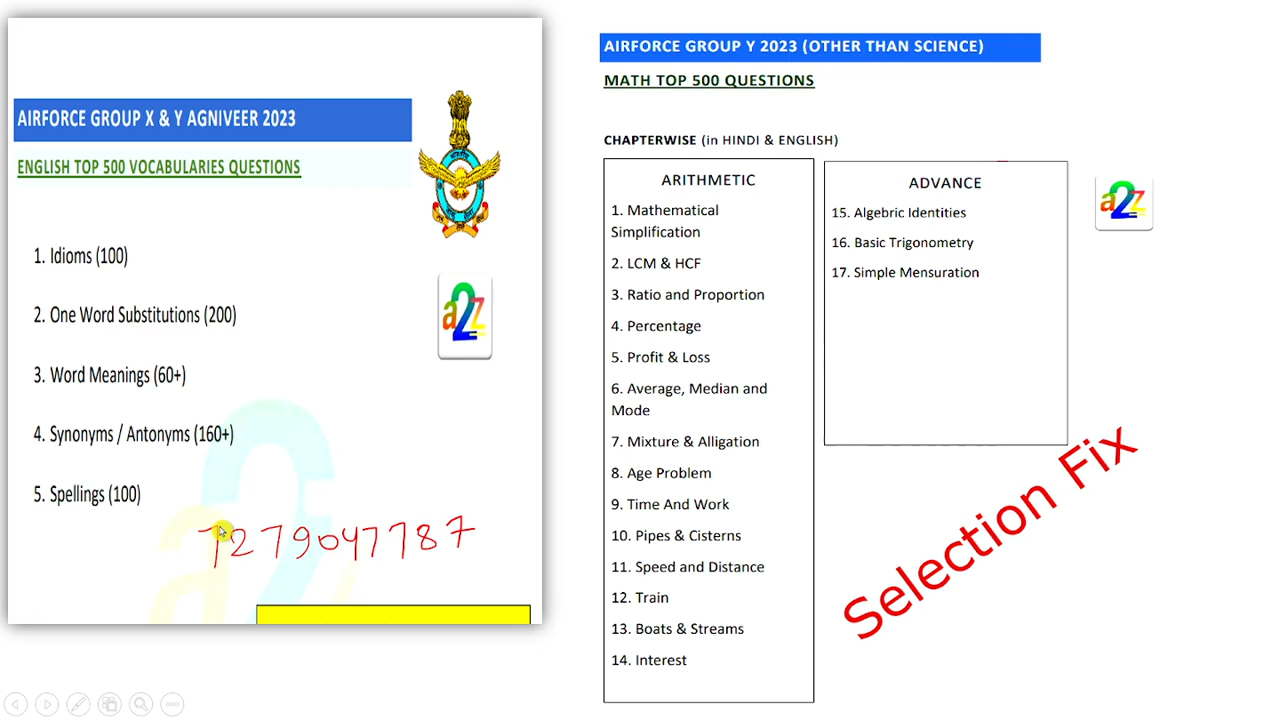 AIRFORCE GROUP X & Y AGNIVEER 2023
ENGLISH TOP 500 VOCABULARIES QUESTIONS
1. Idioms (100)
2. One Word Substitutions (200)
3. Word Meanings (60+)
4. Synonyms / Antonyms (160+)
5. Spellings (100)
7279047787
a2z
AIRFORCE GROUP Y 2023 (OTHER THAN SCIENCE)
MATH TOP 500 QUESTIONS
CHAPTERWISE (in HINDI & ENGLISH)
ARITHMETIC
1. Mathematical
Simplification
2. LCM & HCF
3. Ratio and Proportion
4. Percentage
5. Profit & Loss
6. Average, Median and
Mode
7. Mixture & Alligation
8. Age Problem
9. Time And Work
10. Pipes & Cisterns
11. Speed and Distance
12. Train
13. Boats & Streams
14. Interest
ADVANCE
15. Algebric Identities
16. Basic Trigonometry
17. Simple Mensuration
a2z
Selection Fix